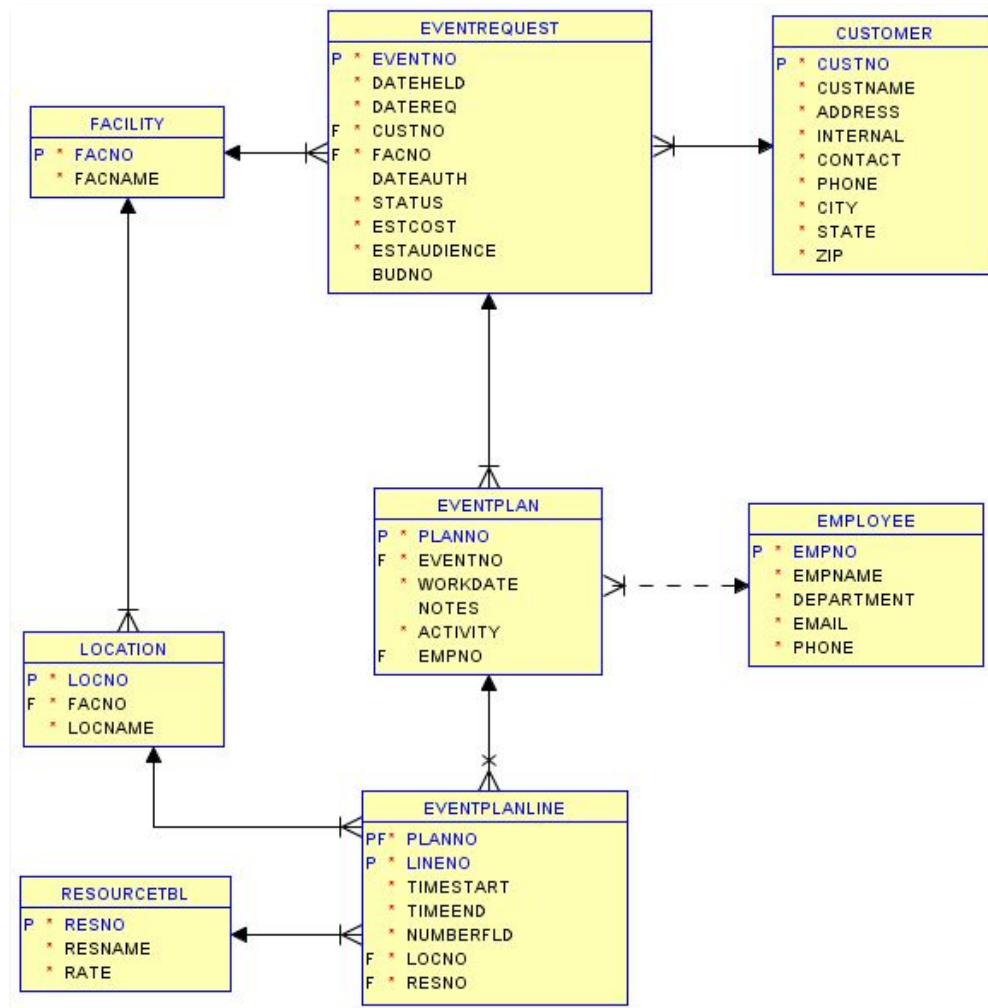 EVENTREQUEST
P * EVENTNO
* DATEHELD
* DATEREQ
F * CUSTNO
F * FACNO
DATEAUTH
* STATUS
* ESTCOST
* ESTAUDIENCE
BUDNO
CUSTOMER
P * CUSTNO
* CUSTNAME
* ADDRESS
* INTERNAL
* CONTACT
* PHONE
* CITY
* STATE
* ZIP
FACILITY
P * FACNO
* FACNAME
EVENTPLAN
P * PLANNO
F * EVENTNO
* WORKDATE
NOTES
* ACTIVITY
F EMPNO
EMPLOYEE
P * EMPNO
* EMPNAME
* DEPARTMENT
* EMAIL
* PHONE
LOCATION
P * LOCNO
F * FACNO
* LOCNAME
EVENTPLANLINE
PF* PLANNO
P * LINENO
* TIMESTART
* TIMEEND
* NUMBERFLD
F * LOCNO
F * RESNO
RESOURCETBL
P * RESNO
* RESNAME
* RATE